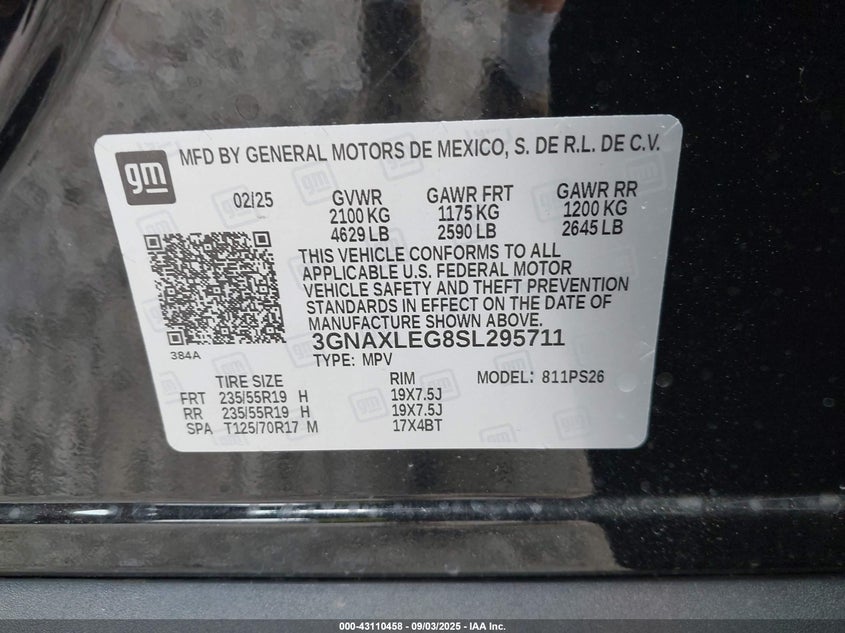 gm
MFD BY GENERAL MOTORS DE MEXICO, S. DE R.L. DE C.V.
02/25 GVWR GAWR FRT GAWR RR
2100 KG 1175 KG 1200 KG
4629 LB 2590 LB 2645 LB
THIS VEHICLE CONFORMS TO ALL
APPLICABLE U.S. FEDERAL MOTOR
VEHICLE SAFETY AND THEFT PREVENTION
STANDARDS IN EFFECT ON THE DATE OF
MANUFACTURE SHOWN ABOVE.
384A
3GNAXLEG8SL295711
TYPE: MPV
TIRE SIZE RIM MODEL: 811PS26
FRT 235/55R19 H 19X7.5J
RR 235/55R19 H 19X7.5J
SPA T125/70R17 M 17X4BT
000-43110458 - 09/03/2025 - IAA Inc.